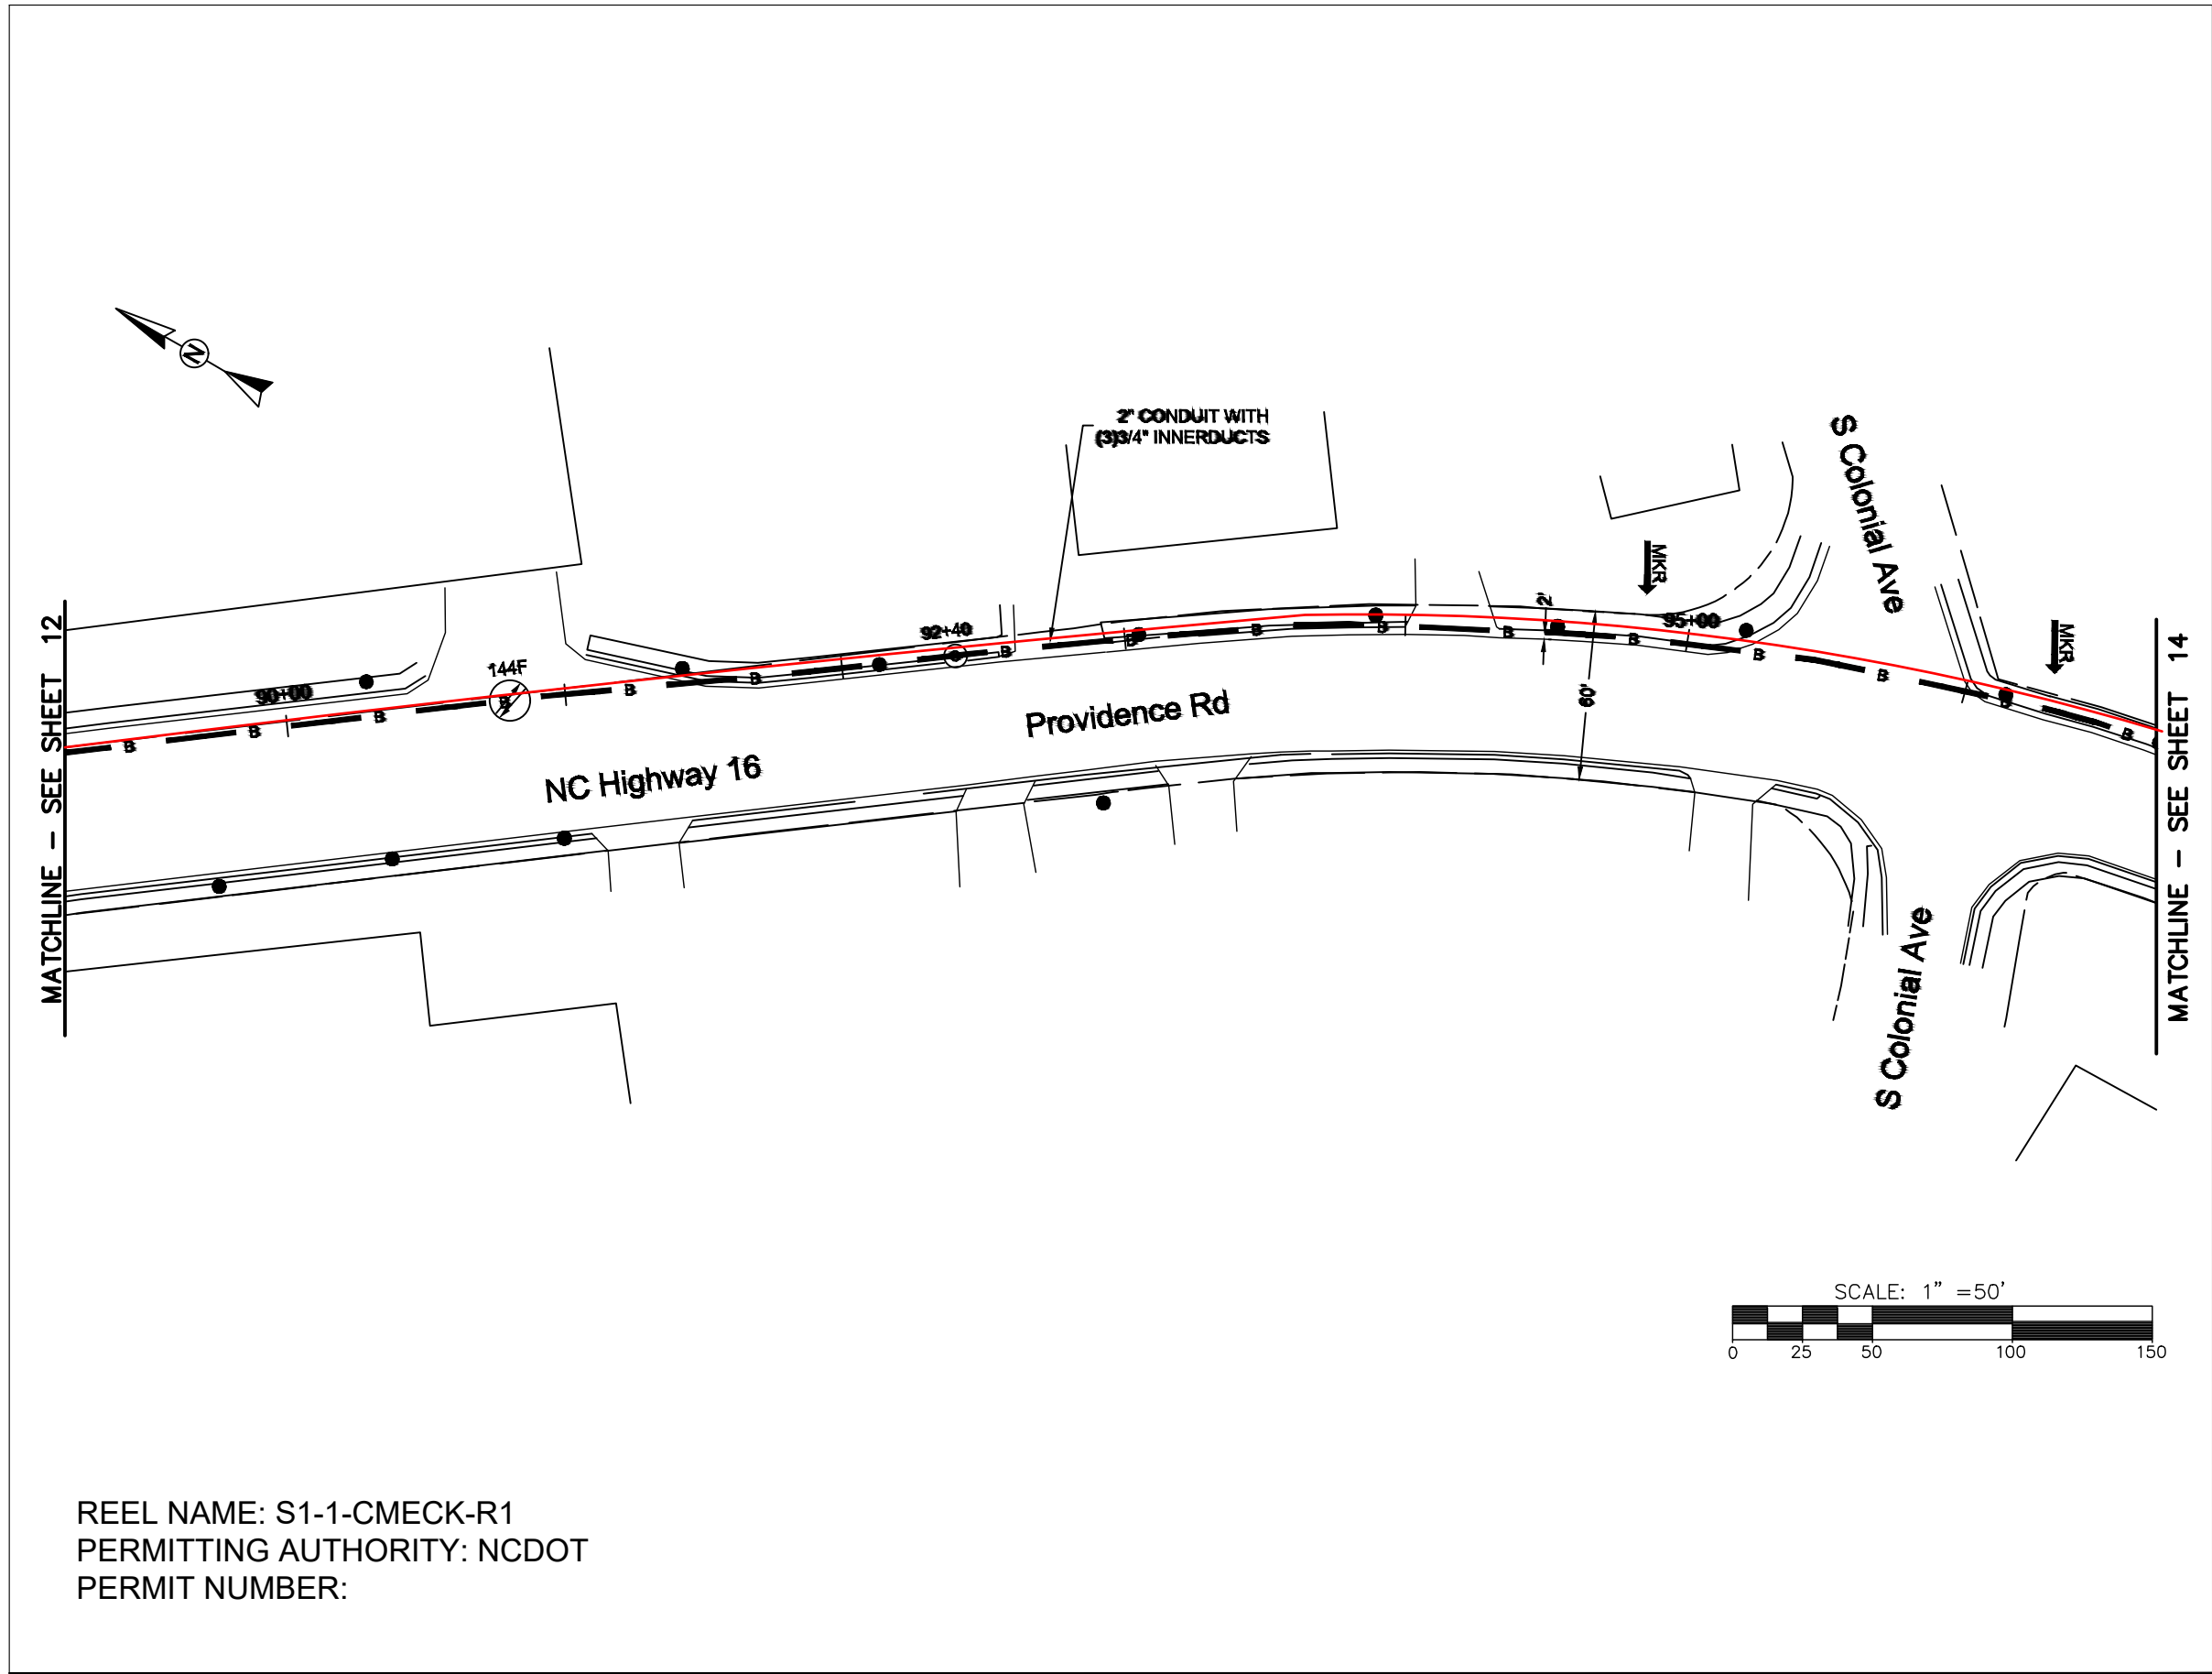 N
2" CONDUIT WITH
(3)3/4" INNERDUCTS
S Colonial Ave
MKR
2'
92+40
95+00
MATCHLINE - SEE SHEET 12
144F
90+00
B B B B B B B B B B B B B B B B B
MKR
MATCHLINE - SEE SHEET 14
60'
Providence Rd
NC Highway 16
S Colonial Ave
SCALE: 1" =50'
0 25 50 100 150
REEL NAME: S1-1-CMECK-R1
PERMITTING AUTHORITY: NCDOT
PERMIT NUMBER: